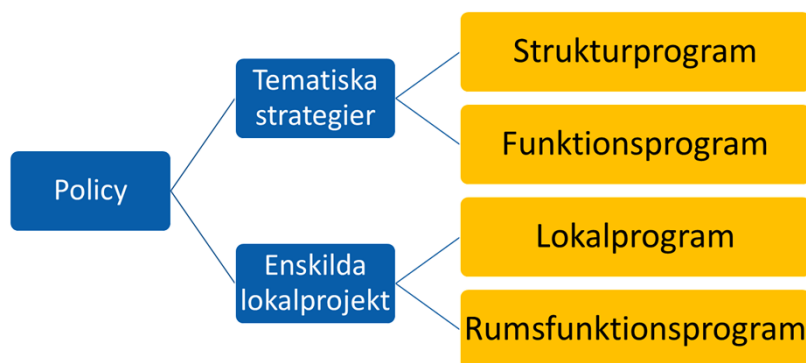 Policy
Tematiska
strategier
Strukturprogram
Funktionsprogram
Enskilda
lokalprojekt
Lokalprogram
Rumsfunktionsprogram